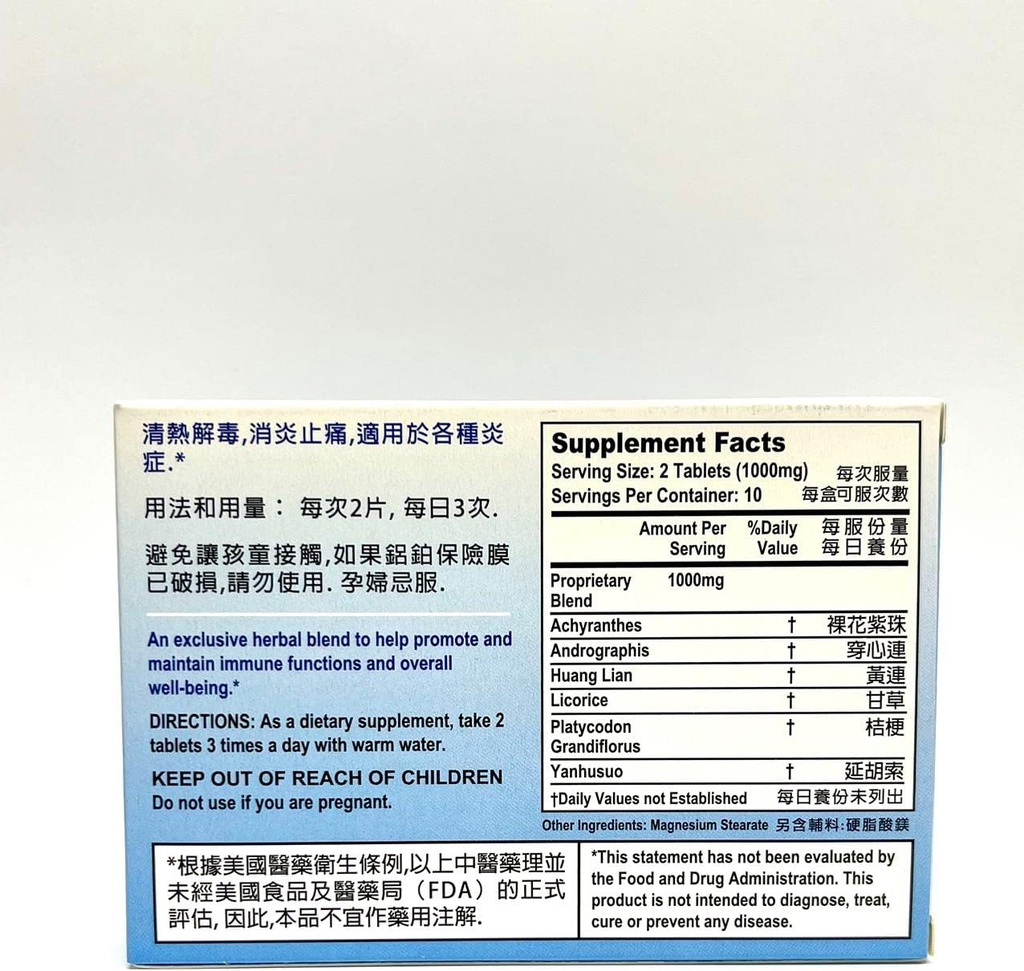 清熱解毒,消炎止痛,適用於各種炎
症.*
用法和用量： 每次2片, 每日3次.
避免讓孩童接觸,如果鋁鉑保險膜
已破損,請勿使用. 孕婦忌服.
An exclusive herbal blend to help promote and
maintain immune functions and overall
well-being.*
DIRECTIONS: As a dietary supplement, take 2
tablets 3 times a day with warm water.
KEEP OUT OF REACH OF CHILDREN
Do not use if you are pregnant.
Supplement Facts
Serving Size: 2 Tablets (1000mg) 每次服量
Servings Per Container: 10 每盒可服次數
Amount Per %Daily 每服份量
Serving Value 每日養份
Proprietary 1000mg
Blend
Achyranthes † 裸花紫珠
Andrographis † 穿心連
Huang Lian † 黃連
Licorice † 甘草
Platycodon † 桔梗
Grandiflorus
Yanhusuo † 延胡索
†Daily Values not Established 每日養份未列出
Other Ingredients: Magnesium Stearate 另含輔料:硬脂酸鎂
*根據美國醫藥衛生條例,以上中醫藥理並
未經美國食品及醫藥局（FDA）的正式
評估, 因此,本品不宜作藥用注解.
*This statement has not been evaluated by
the Food and Drug Administration. This
product is not intended to diagnose, treat,
cure or prevent any disease.